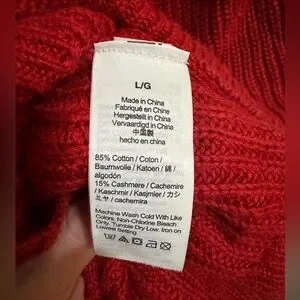 L/G
Made in China
Fabriqué en Chine
Hergestellt in China
Vervaardigd in China
中国製
hecho en china
85% Cotton / Coton /
Baumwolle / Katoen / 綿 /
algodón
15% Cashmere / Cachemire
/ Kaschmir / Kasjmier / カシ
ミヤ / cachemira
Machine Wash Cold With Like
Colors, Non-Chlorine Bleach
Only. Tumble Dry Low. Iron on
Lowest Setting.